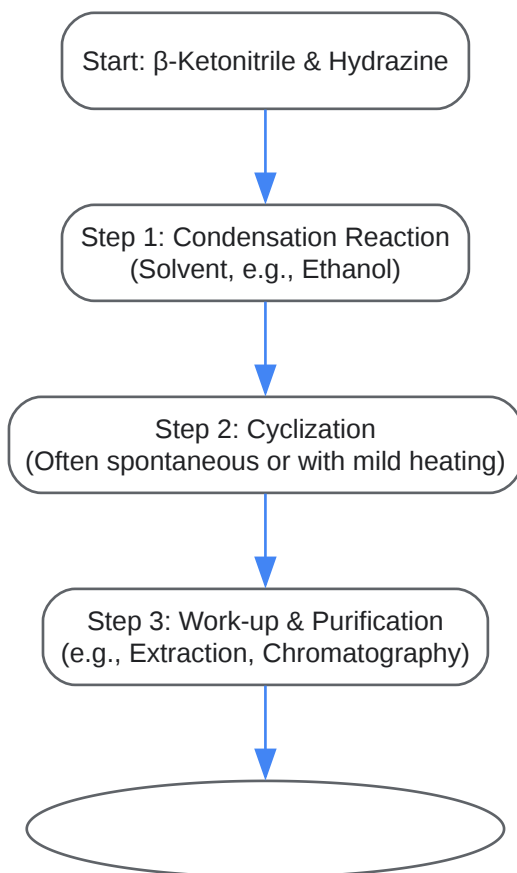 Start: β-Ketonitrile & Hydrazine
Step 1: Condensation Reaction
(Solvent, e.g., Ethanol)
Step 2: Cyclization
(Often spontaneous or with mild heating)
Step 3: Work-up & Purification
(e.g., Extraction, Chromatography)